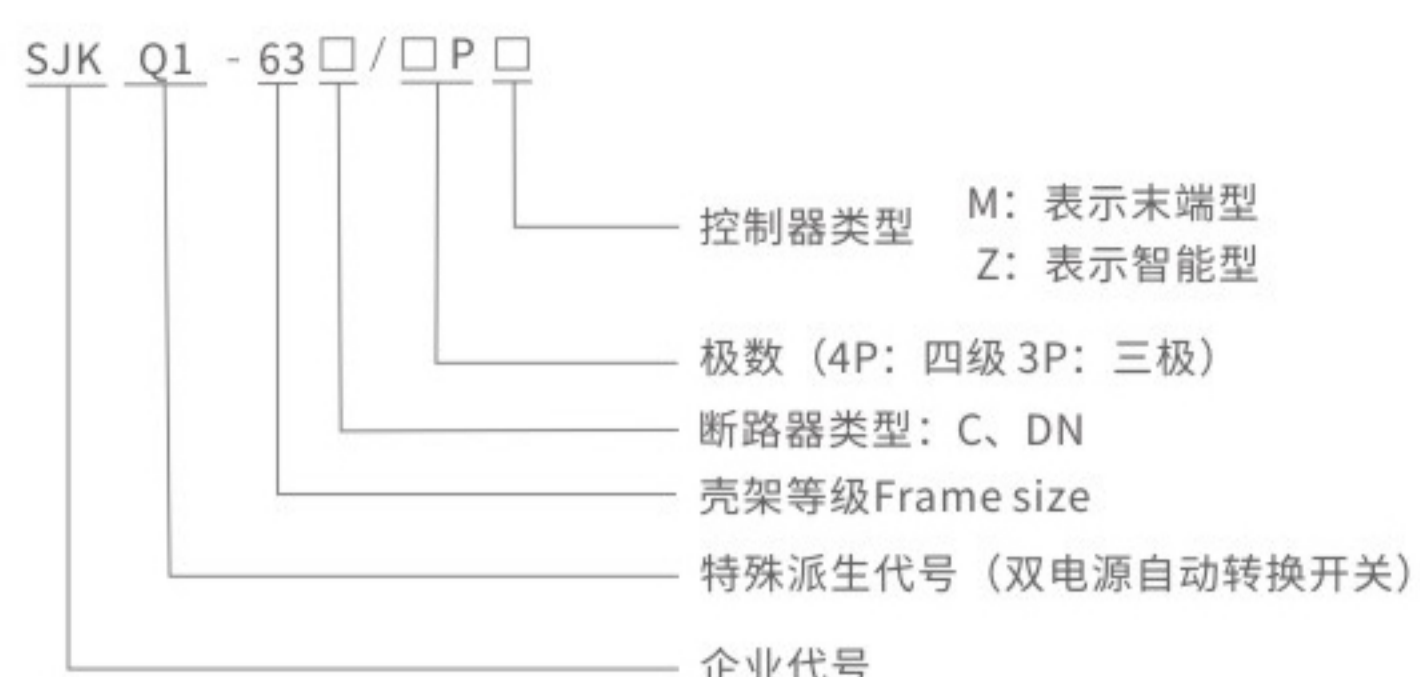 SJK Q1 - 63□/□P□
控制器类型
M：表示末端型
Z：表示智能型
极数（4P：四级 3P：三极）
断路器类型：C、DN
壳架等级Frame size
特殊派生代号（双电源自动转换开关）
企业代号